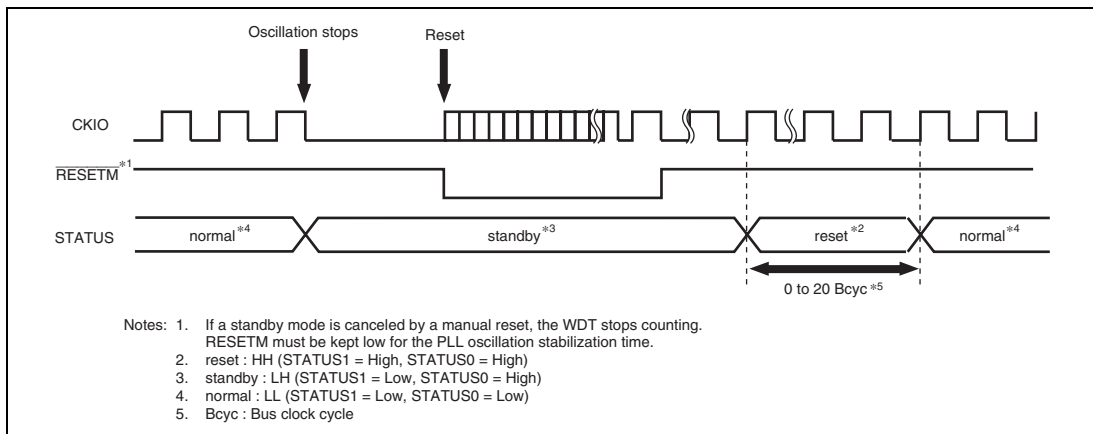 Oscillation stops Reset
CKIO
RESETM*1
STATUS normal*4 standby*3 reset*2 normal*4
0 to 20 Bcyc*5
Notes: 1. If a standby mode is canceled by a manual reset, the WDT stops counting.
RESETM must be kept low for the PLL oscillation stabilization time.
2. reset : HH (STATUS1 = High, STATUS0 = High)
3. standby : LH (STATUS1 = Low, STATUS0 = High)
4. normal : LL (STATUS1 = Low, STATUS0 = Low)
5. Bcyc : Bus clock cycle